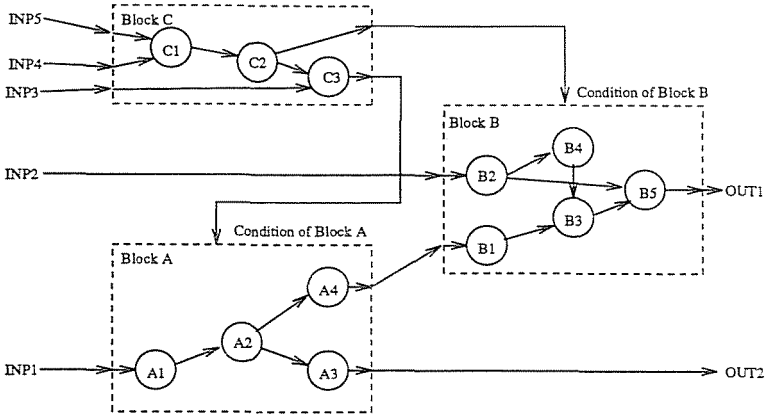 INP5
Block C
C1
INP4
C2
C3
INP3
Condition of Block B
Block B
B4
INP2
B2
B5
OUT1
B3
Condition of Block A
B1
Block A
A4
A2
INP1
A1
A3
OUT2